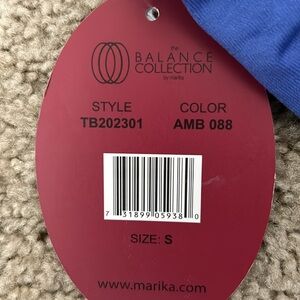 the
BALANCE
COLLECTION
by marika
STYLE COLOR
TB202301 AMB 088
7 31899 05938 0
SIZE: S
www.marika.com